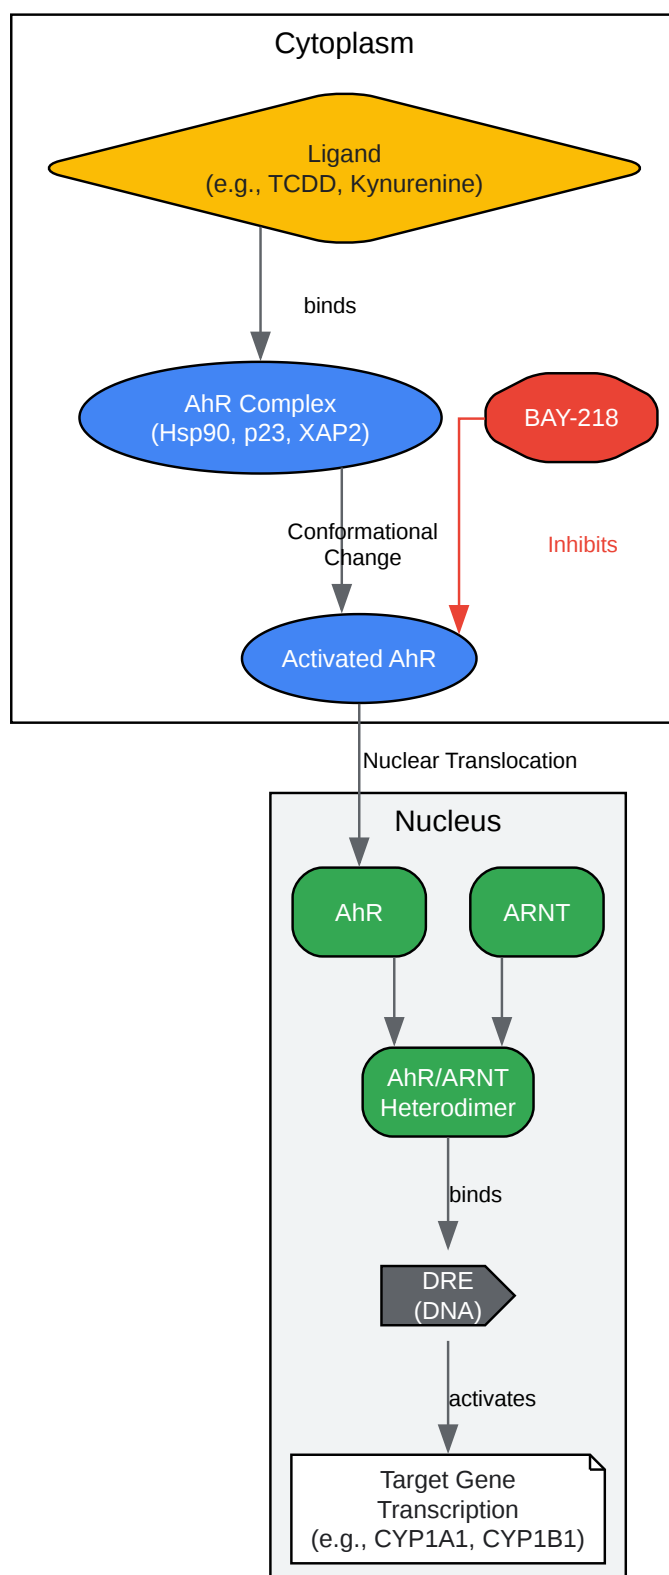 Cytoplasm
Ligand
(e.g., TCDD, Kynurenine)
binds
AhR Complex
(Hsp90, p23, XAP2)
BAY-218
Conformational
Change
Inhibits
Activated AhR
Nuclear Translocation
Nucleus
AhR
ARNT
AhR/ARNT
Heterodimer
binds
DRE
(DNA)
activates
Target Gene
Transcription
(e.g., CYP1A1, CYP1B1)